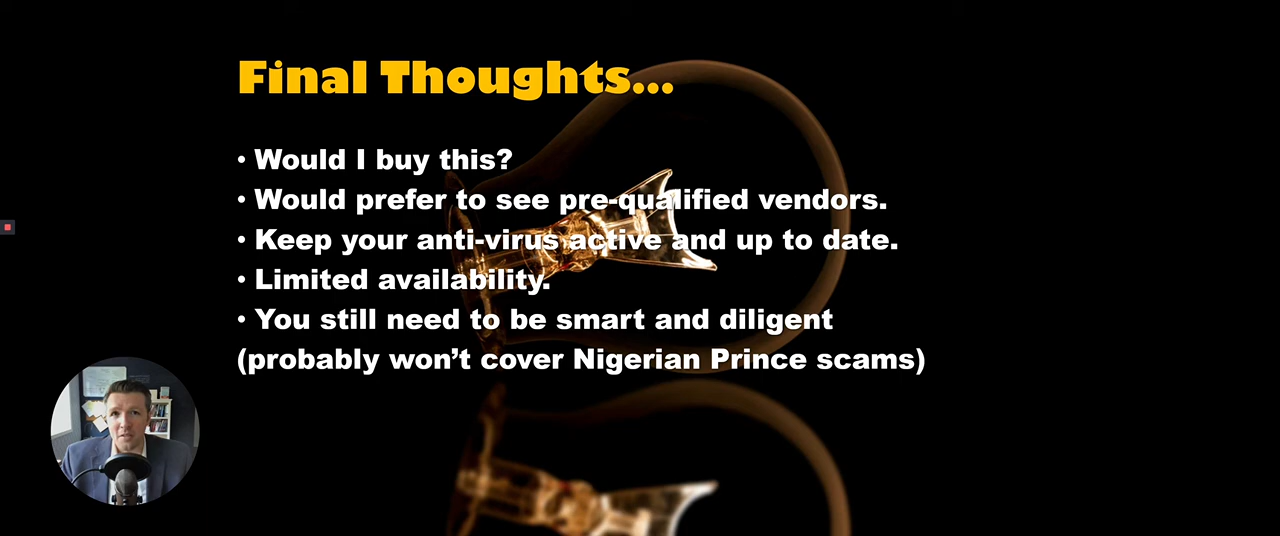 Final Thoughts...
• Would I buy this?
• Would prefer to see pre-qualified vendors.
• Keep your anti-virus active and up to date.
• Limited availability.
• You still need to be smart and diligent
(probably won’t cover Nigerian Prince scams)